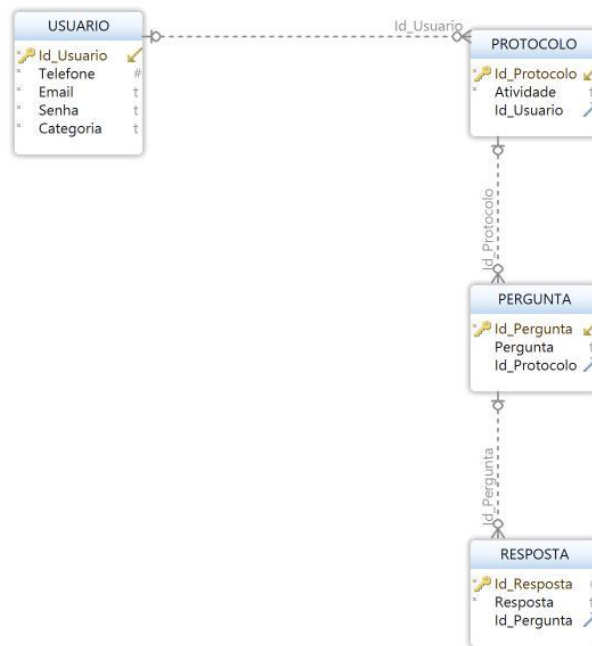 USUARIO
Id_Usuario
Telefone #
Email t
Senha t
Categoria t
Id_Usuario
PROTOCOLO
Id_Protocolo
Atividade t
Id_Usuario
Id_Protocolo
PERGUNTA
Id_Pergunta
Pergunta t
Id_Protocolo
Id_Pergunta
RESPOSTA
Id_Resposta #
Resposta t
Id_Pergunta